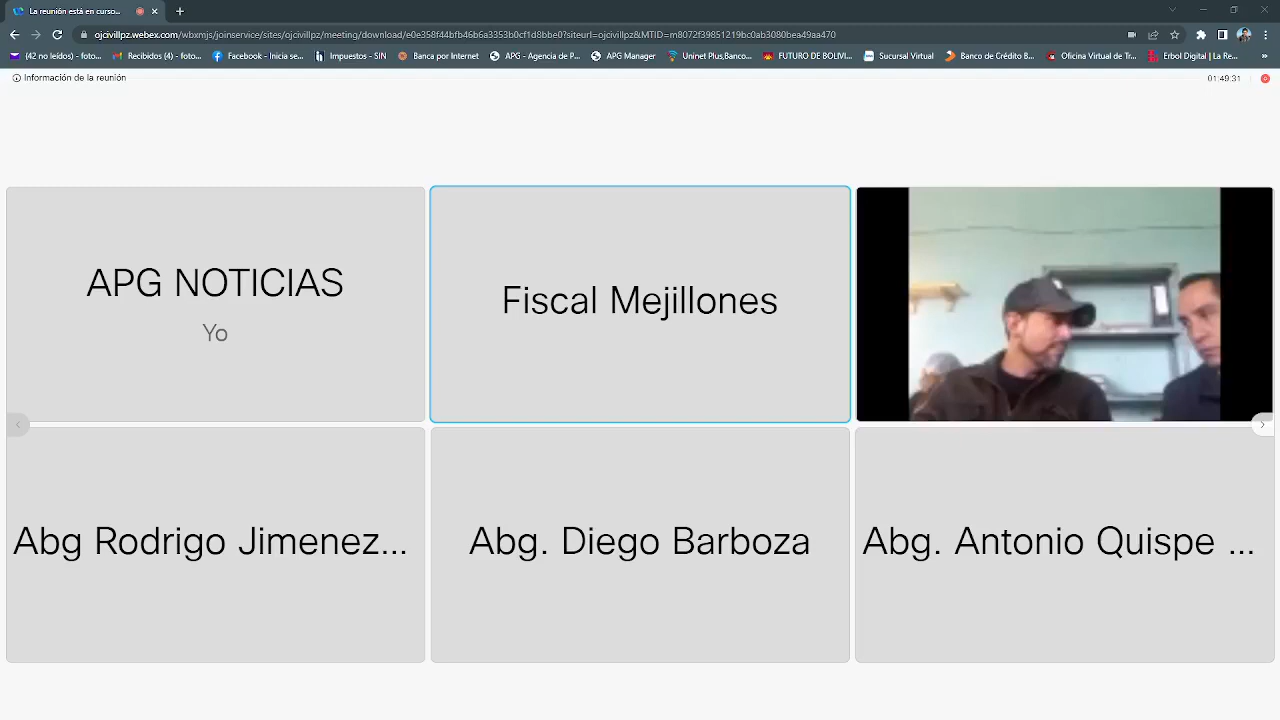 La reunión está en curso...
ojcivillpz.webex.com/wbxmjs/joinservice/sites/ojcivillpz/meeting/download/e0e358f44bfb46b6a3353b0cf1d8bbe0?siteurl=ojcivillpz&MTID=m8072f39851219bc0ab3080bea49aa470
(42 no leídos) - foto...
Recibidos (4) - foto...
Facebook - Inicia se...
Impuestos - SIN
Banca por Internet
APG - Agencia de P...
APG Manager
Uninet Plus,Banco...
FUTURO DE BOLIVI...
Sucursal Virtual
Banco de Crédito B...
Oficina Virtual de Tr...
Erbol Digital | La Re...
Información de la reunión
01:49:31
APG NOTICIAS
Yo
Fiscal Mejillones
Abg Rodrigo Jimenez...
Abg. Diego Barboza
Abg. Antonio Quispe ...